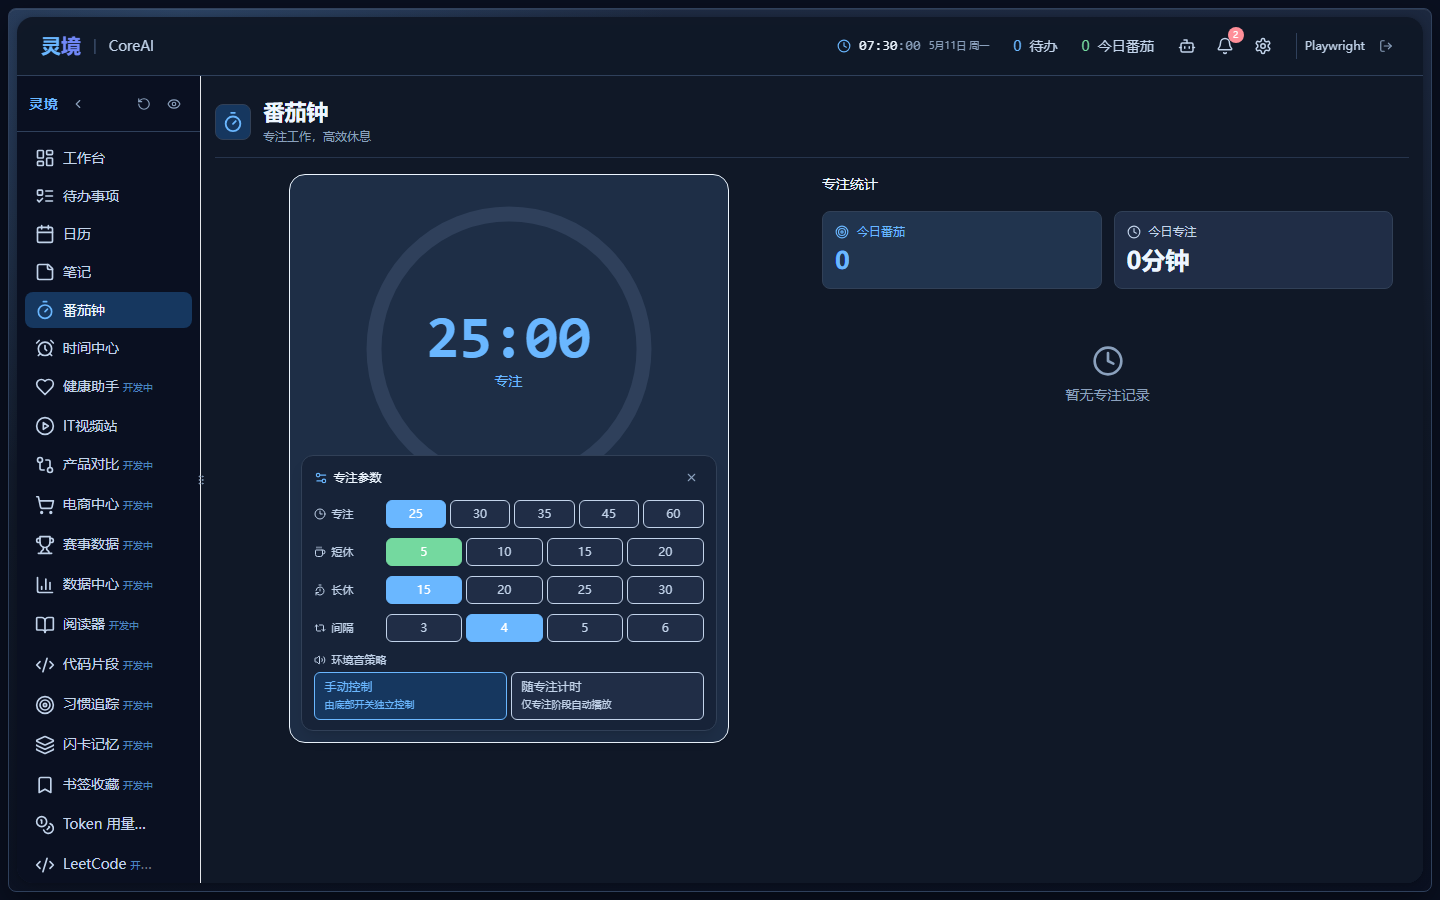 灵境 | CoreAI
07:30:00 5月11日 周一
0 待办
0 今日番茄
2
Playwright
灵境
工作台
待办事项
日历
笔记
番茄钟
时间中心
健康助手 开发中
IT视频站
产品对比 开发中
电商中心 开发中
赛事数据 开发中
数据中心 开发中
阅读器 开发中
代码片段 开发中
习惯追踪 开发中
闪卡记忆 开发中
书签收藏 开发中
Token 用量...
LeetCode 开...
番茄钟
专注工作，高效休息
25:00
专注
专注参数
专注 25 30 35 45 60
短休 5 10 15 20
长休 15 20 25 30
间隔 3 4 5 6
环境音策略
手动控制
由底部开关独立控制
随专注计时
仅专注阶段自动播放
专注统计
今日番茄
0
今日专注
0分钟
暂无专注记录